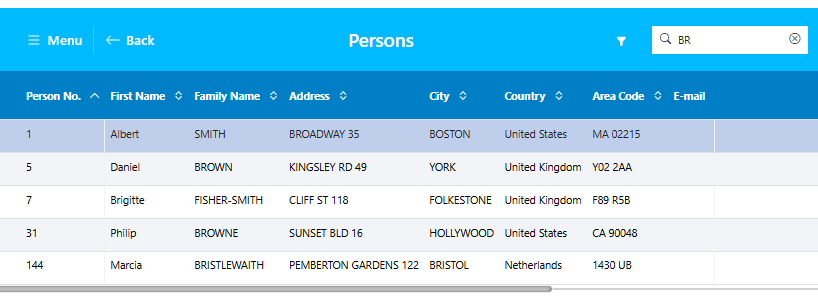 Menu Back Persons BR
Person No. First Name Family Name Address City Country Area Code E-mail
1 Albert SMITH BROADWAY 35 BOSTON United States MA 02215
5 Daniel BROWN KINGSLEY RD 49 YORK United Kingdom Y02 2AA
7 Brigitte FISHER-SMITH CLIFF ST 118 FOLKESTONE United Kingdom F89 R5B
31 Philip BROWNE SUNSET BLD 16 HOLLYWOOD United States CA 90048
144 Marcia BRISTLEWAITH PEMBERTON GARDENS 122 BRISTOL Netherlands 1430 UB